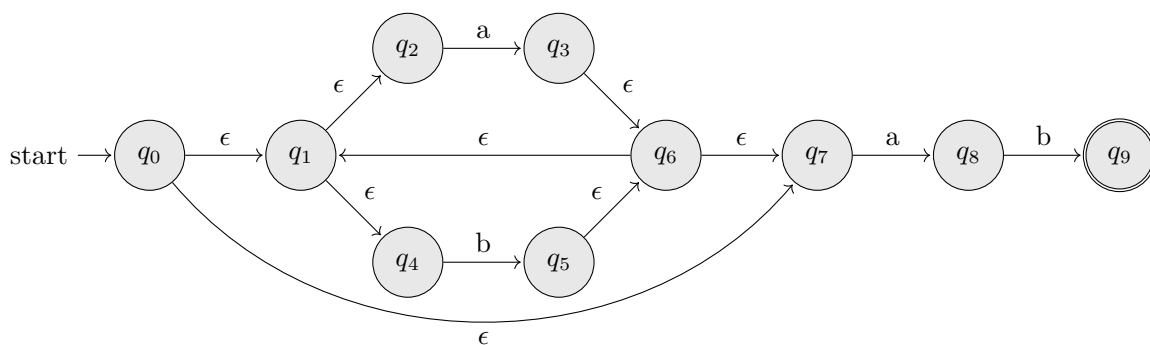 q₂ a q₃
ϵ ϵ
start q₀ ϵ q₁ ϵ q₆ ϵ q₇ a q₈ b q₉
ϵ ϵ
q₄ b q₅
ϵ